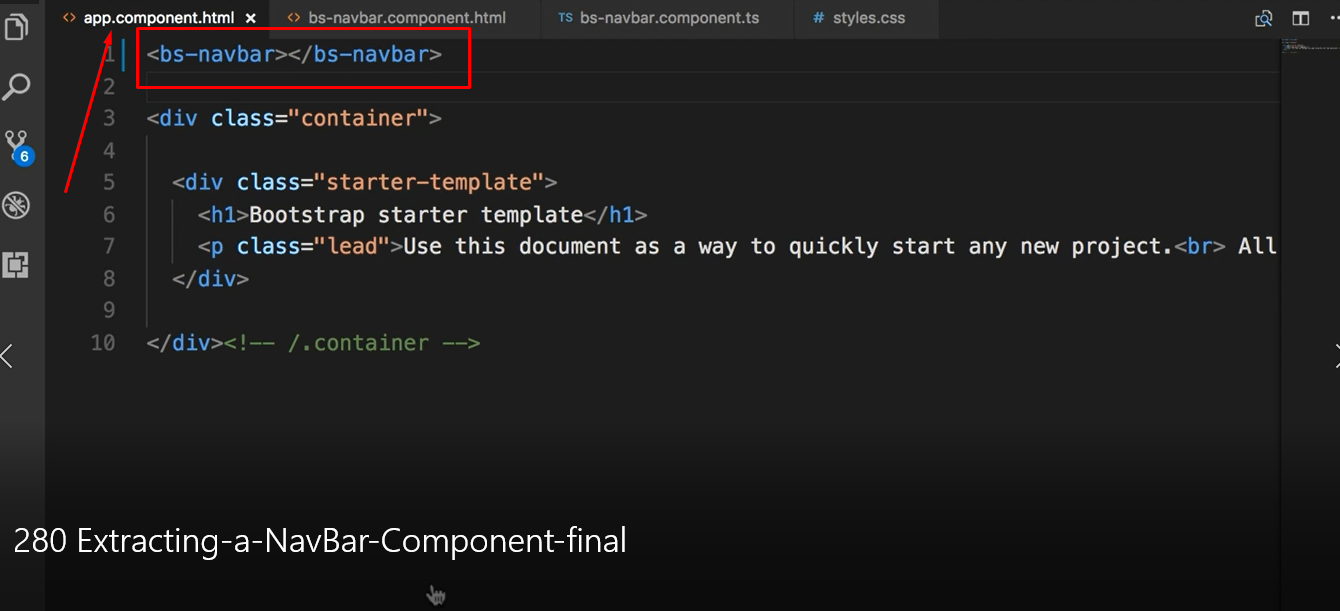 app.component.html
bs-navbar.component.html
TS bs-navbar.component.ts
# styles.css
1 <bs-navbar></bs-navbar>
2
3 <div class="container">
4
5 <div class="starter-template">
6 <h1>Bootstrap starter template</h1>
7 <p class="lead">Use this document as a way to quickly start any new project.<br> All
8 </div>
9
10 </div><!-- /.container -->
6
280 Extracting-a-NavBar-Component-final